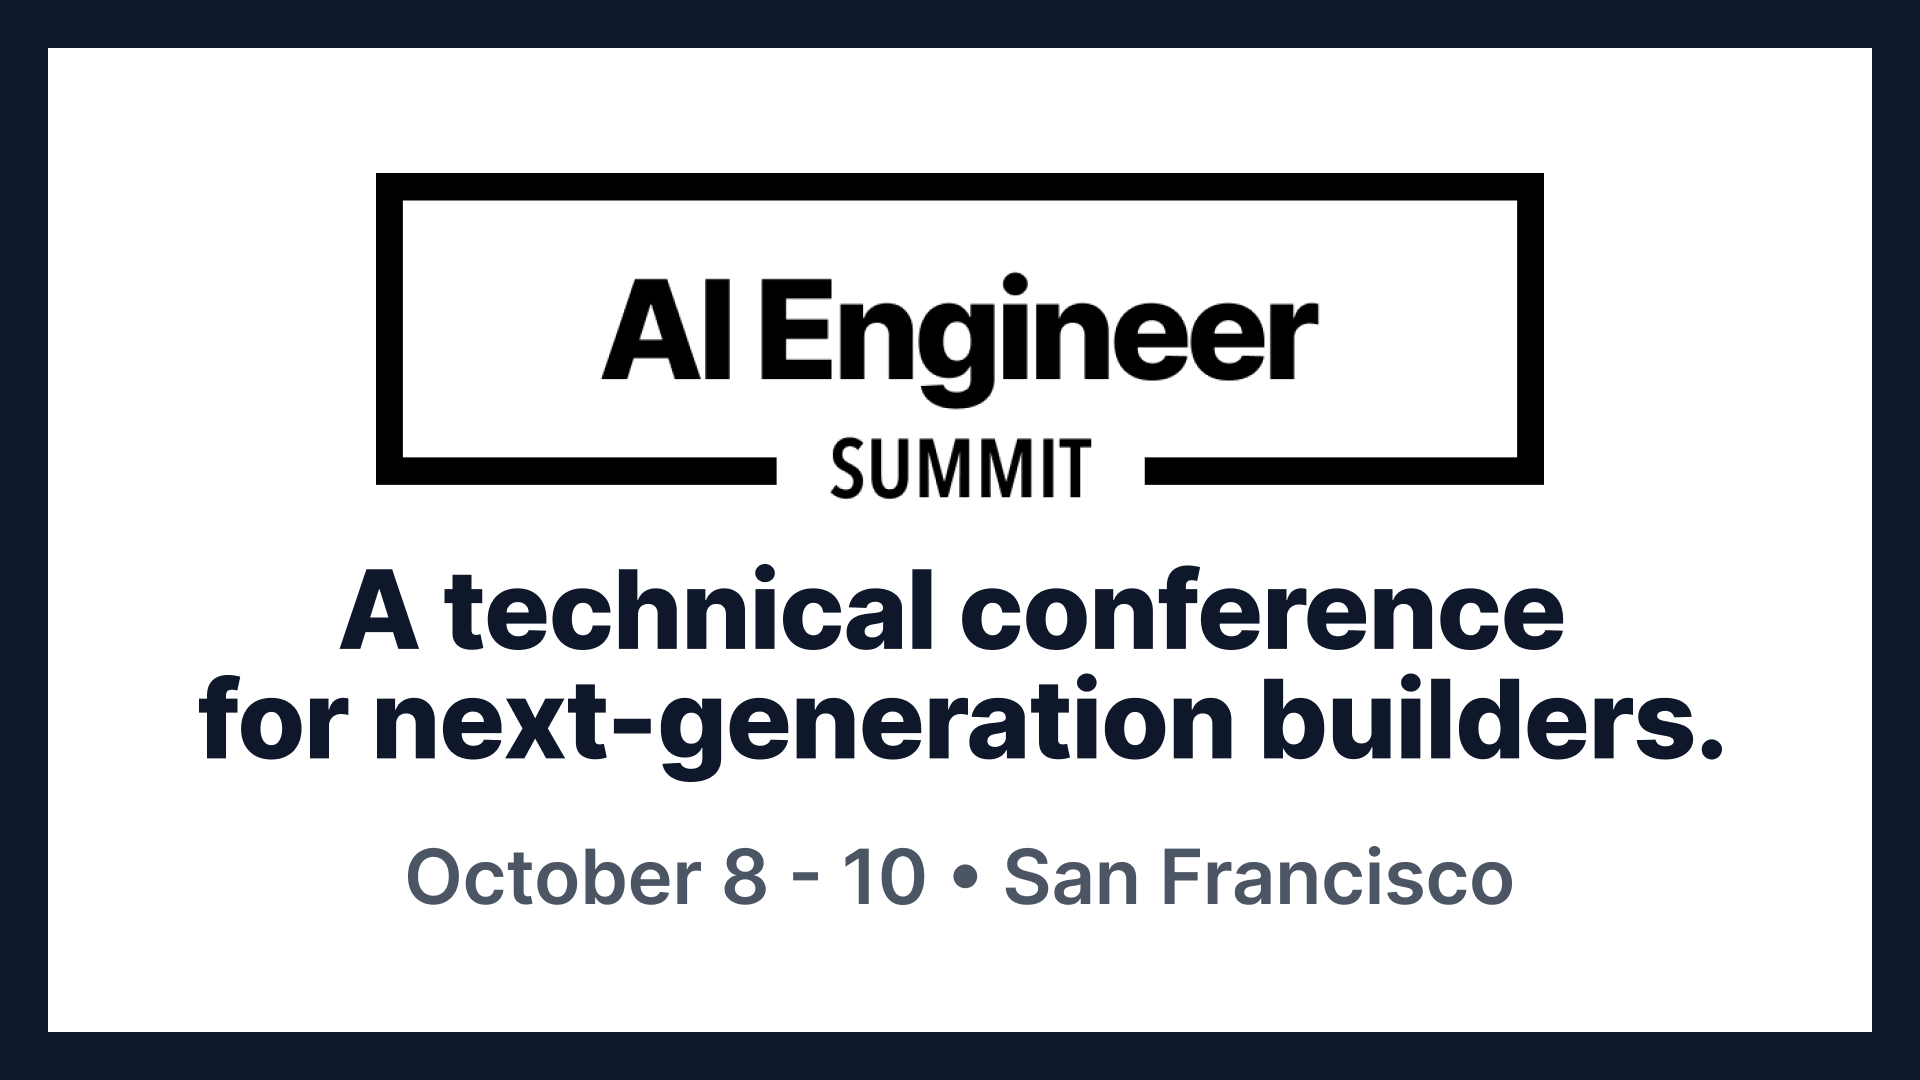 AI Engineer
SUMMIT
A technical conference
for next-generation builders.
October 8 - 10 • San Francisco